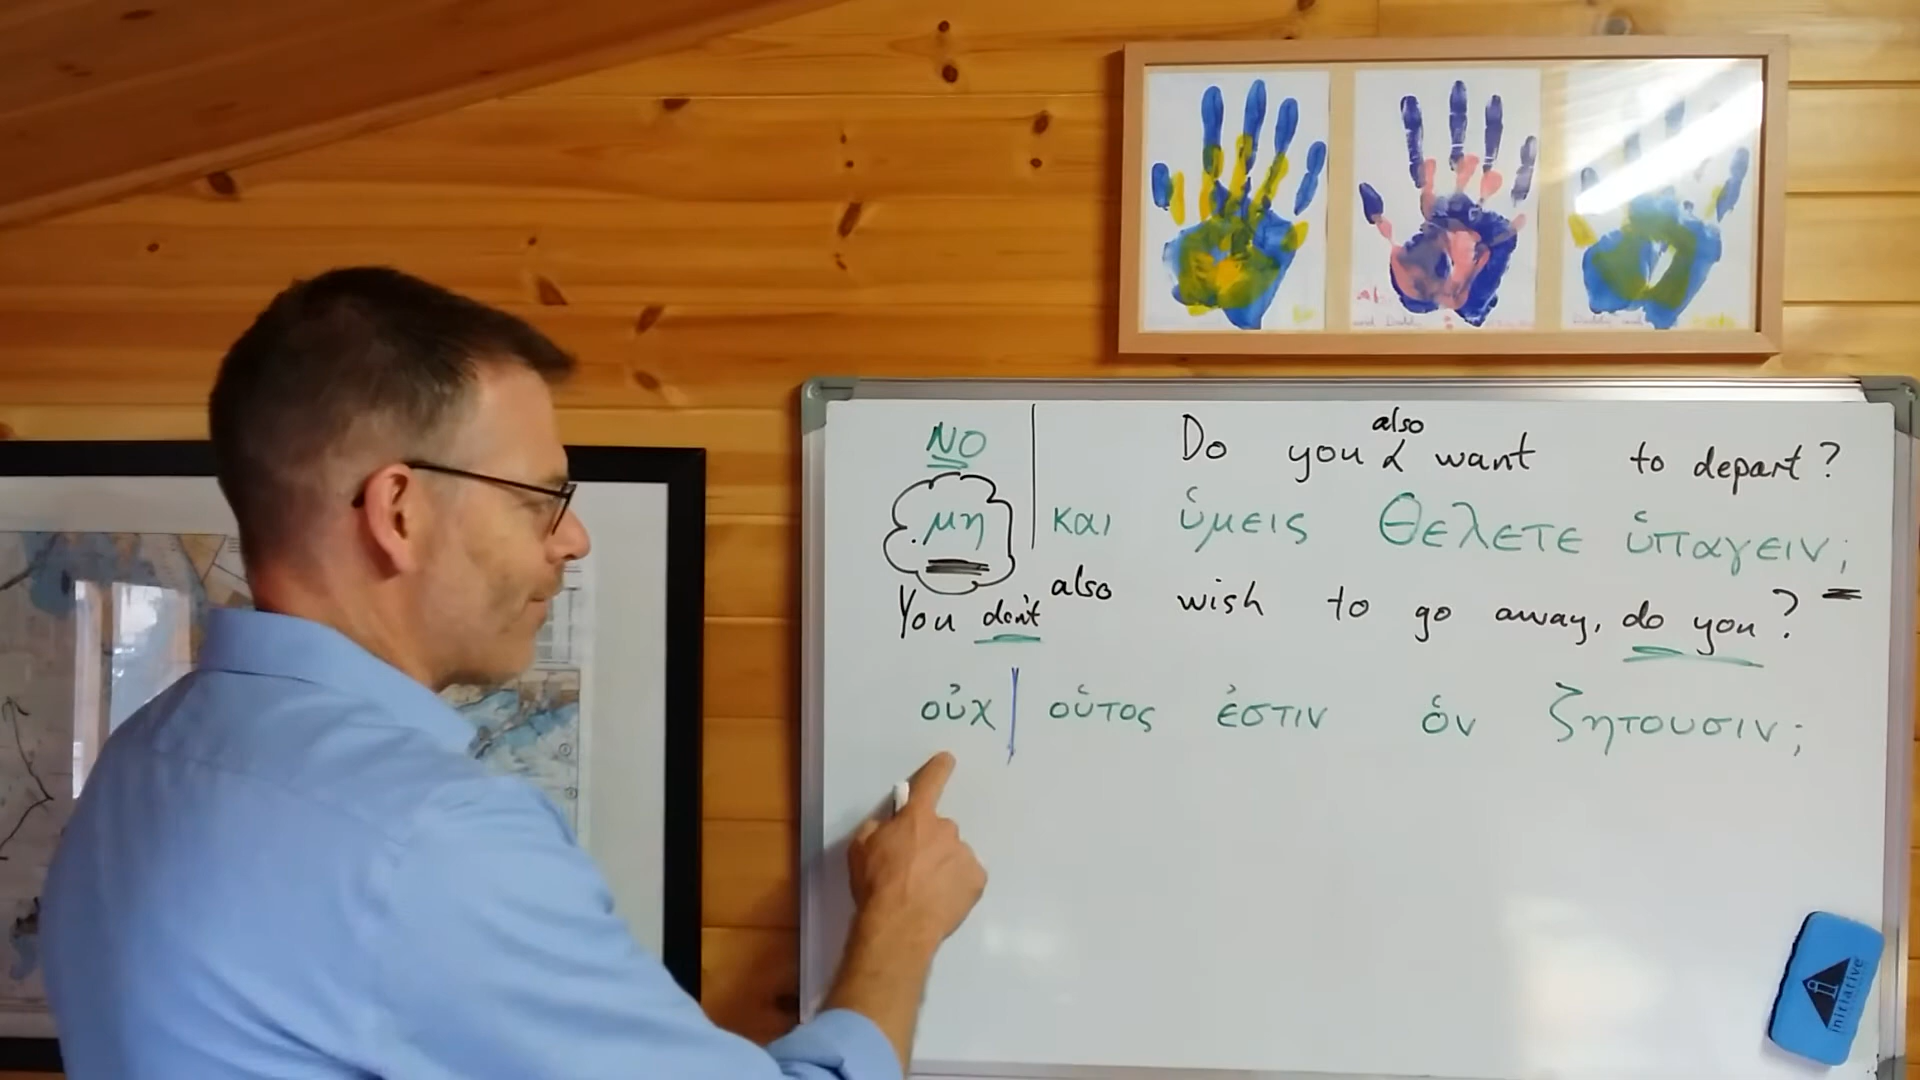 NO
Do you also want to depart?
μη και ὑμεις θελετε ὑπαγειν;
You don't also wish to go away, do you?
οὐχ οὑτος ἐστιν ὁν ζητουσιν;
initiative